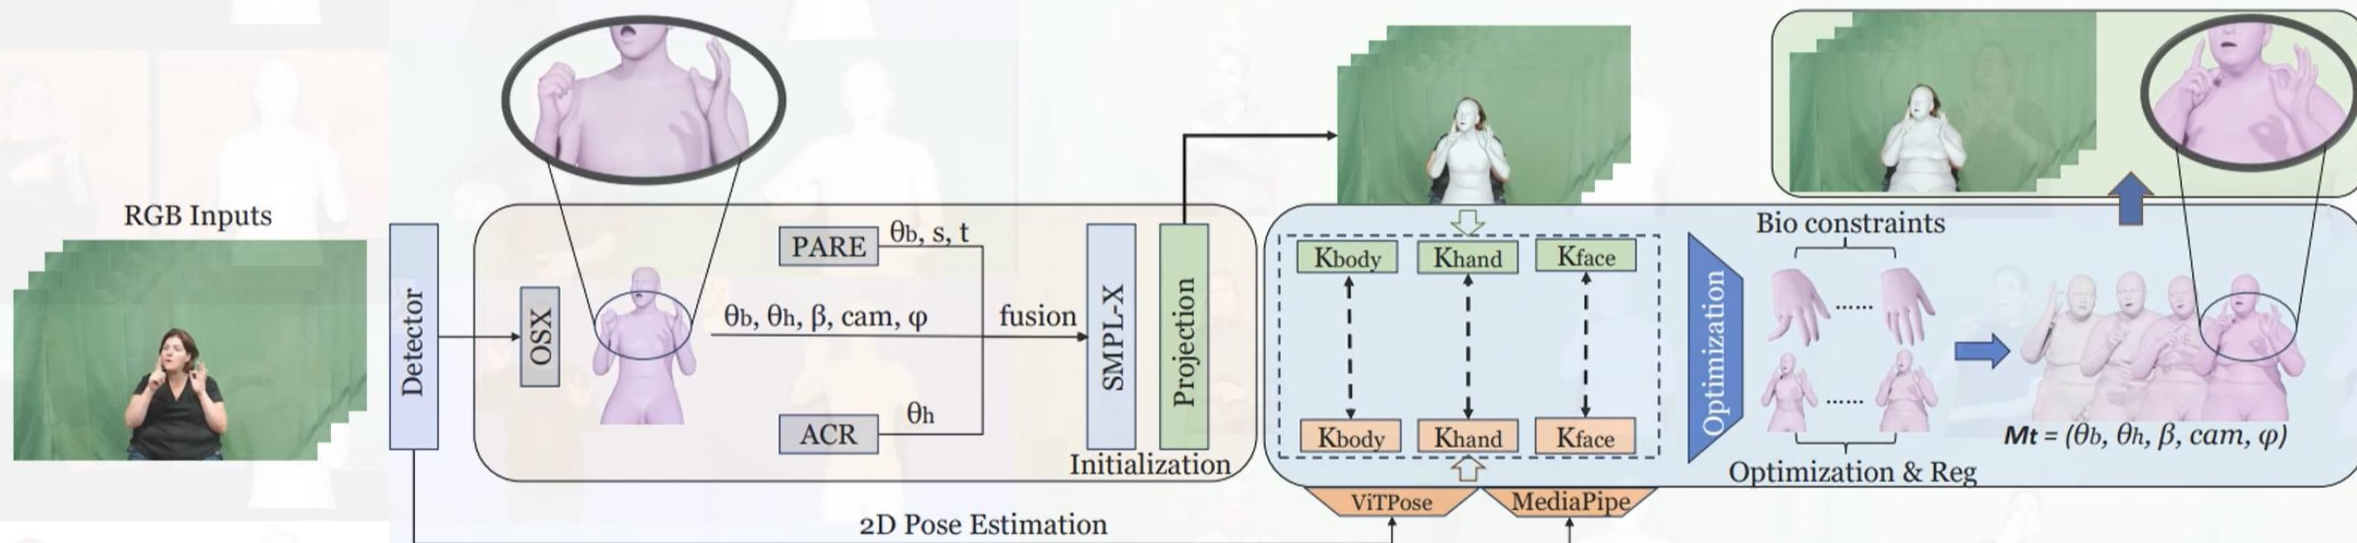 RGB Inputs
Detector
OSX
PARE
θb, s, t
θb, θh, β, cam, φ
fusion
ACR
θh
SMPL-X
Projection
Initialization
2D Pose Estimation
Kbody
Khand
Kface
Kbody
Khand
Kface
ViTPose
MediaPipe
Optimization
Bio constraints
......
......
Optimization & Reg
Mt = (θb, θh, β, cam, φ)